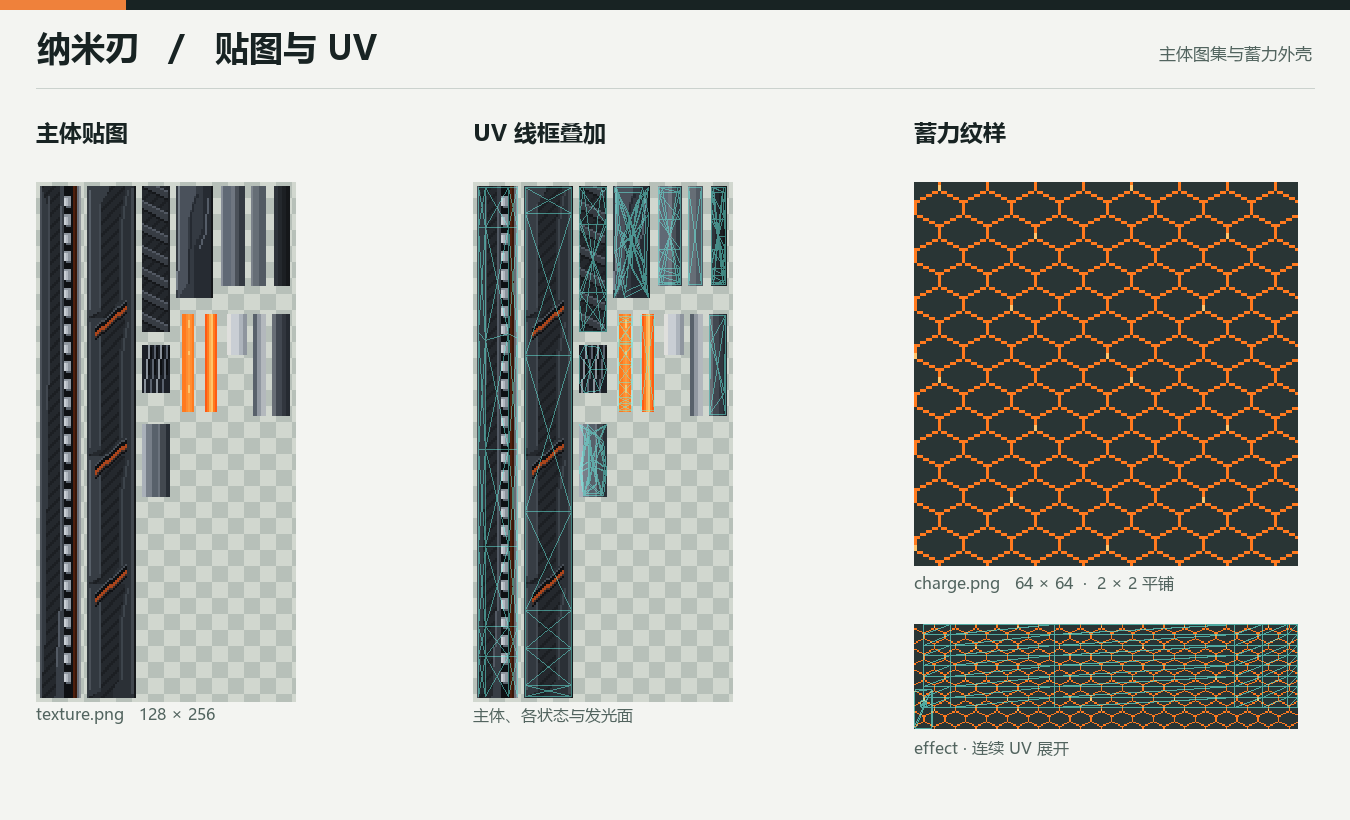 纳米刃 / 贴图与 UV
主体图集与蓄力外壳
主体贴图
UV 线框叠加
蓄力纹样
texture.png 128 × 256
主体、各状态与发光面
charge.png 64 × 64 · 2 × 2 平铺
effect · 连续 UV 展开